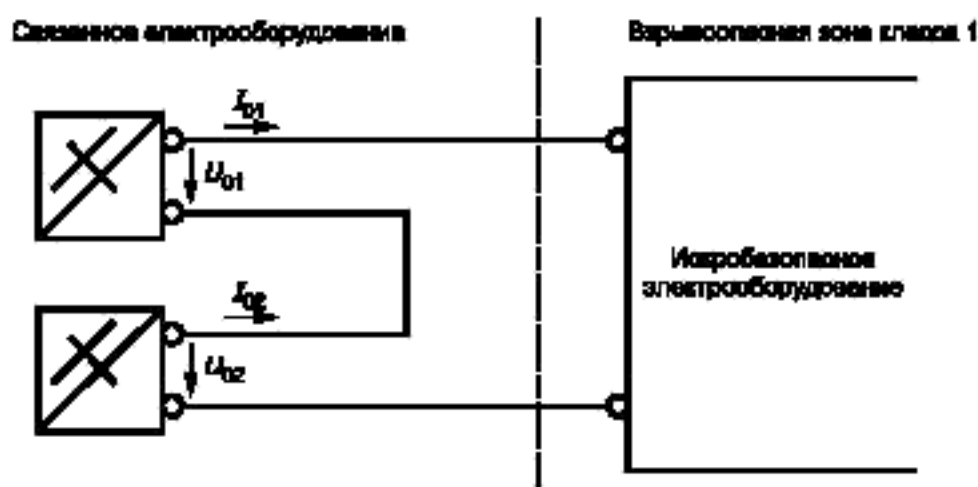 Связанное электрооборудование
Взрывоопасная зона класса 1
I01
U01
Искробезопасное
электрооборудование
I02
U02